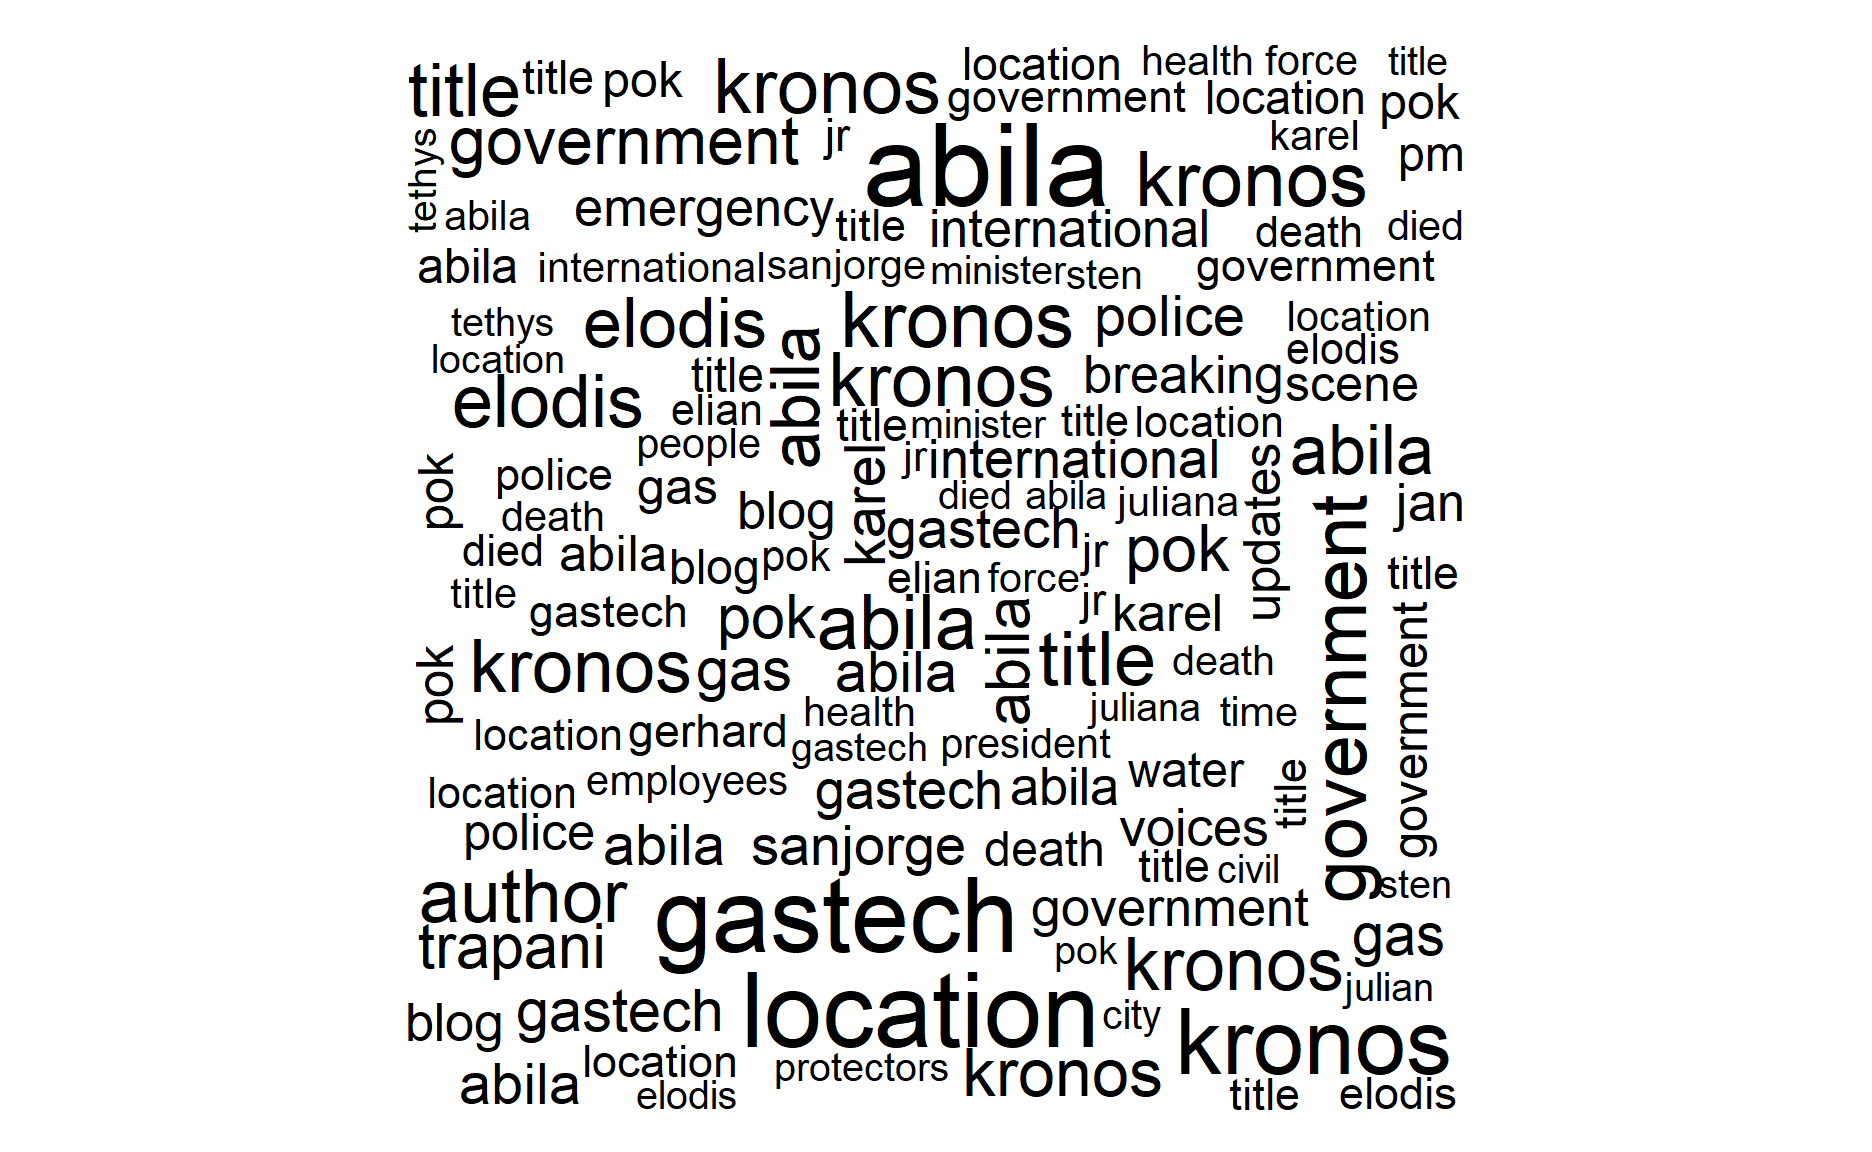 title title pok kronos location health force title
government location pok
tethys government jr abila karel pm
kronos
abila emergency title international death died
abila international sanjorge minister sten government
tethys elodis kronos police location
location title abila kronos breaking elodis
elodis elian scene
people title minister title location
pok police gas karel jr international updates abila
death blog died abila juliana government jan
gastech
died abila blog pok jr pok
title elian force title
gastech pok abila abila jr karel government
pok kronos gas abila title death
location gerhard health juliana time
gastech president
location employees gastech abila water title
police abila sanjorge death voices
title civil
author gastech government sten
trapani pok kronos gas
blog gastech location city kronos julian
abila location protectors kronos
elodis title elodis